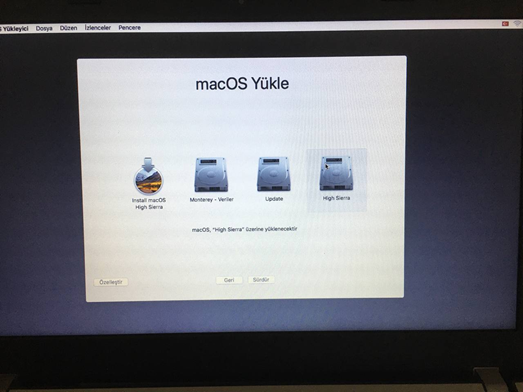 Yükleyici Dosya Düzen İzlenceler Pencere
macOS Yükle
Install macOS
High Sierra
Monterey - Veriler
Update
High Sierra
macOS, "High Sierra" üzerine yüklenecektir
Özelleştir
Geri
Sürdür